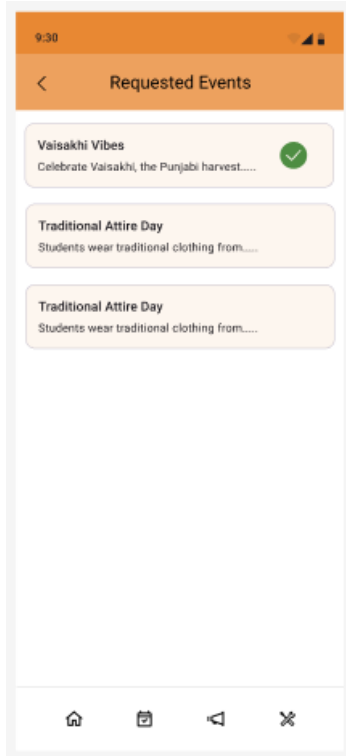 9:30
Requested Events
Vaisakhi Vibes
Celebrate Vaisakhi, the Punjabi harvest.....
Traditional Attire Day
Students wear traditional clothing from.....
Traditional Attire Day
Students wear traditional clothing from.....